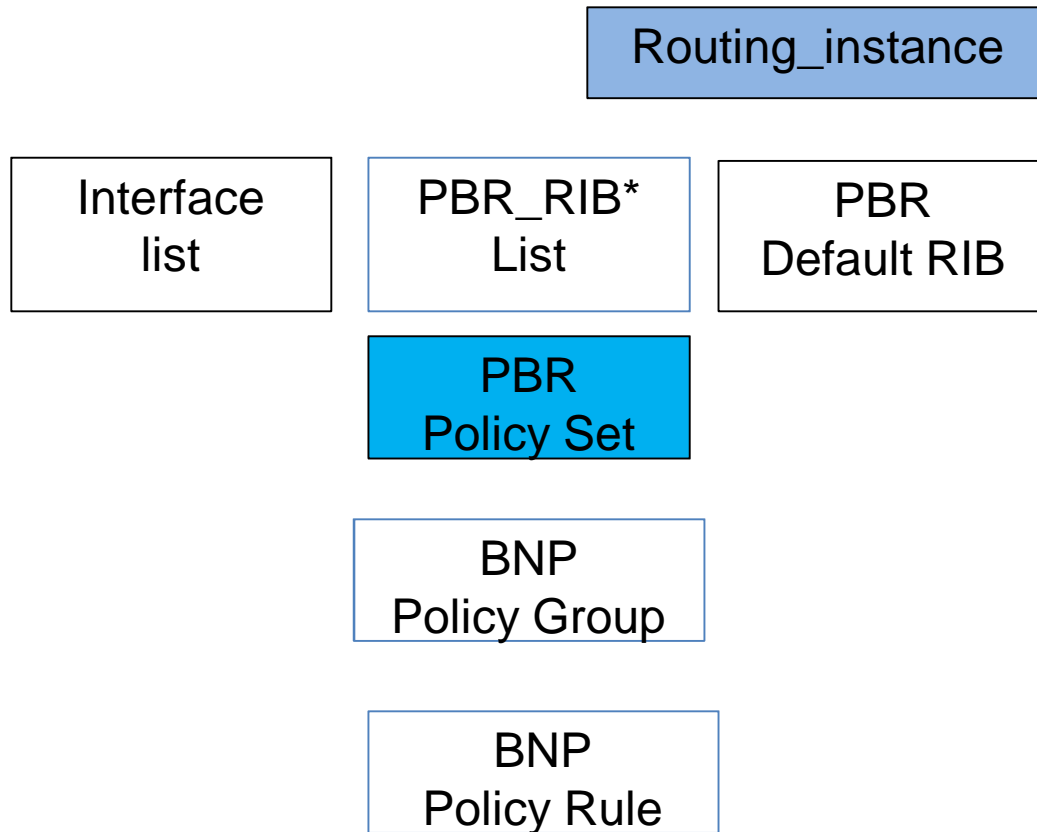 Routing_instance
Interface
list
PBR_RIB*
List
PBR
Default RIB
PBR
Policy Set
BNP
Policy Group
BNP
Policy Rule